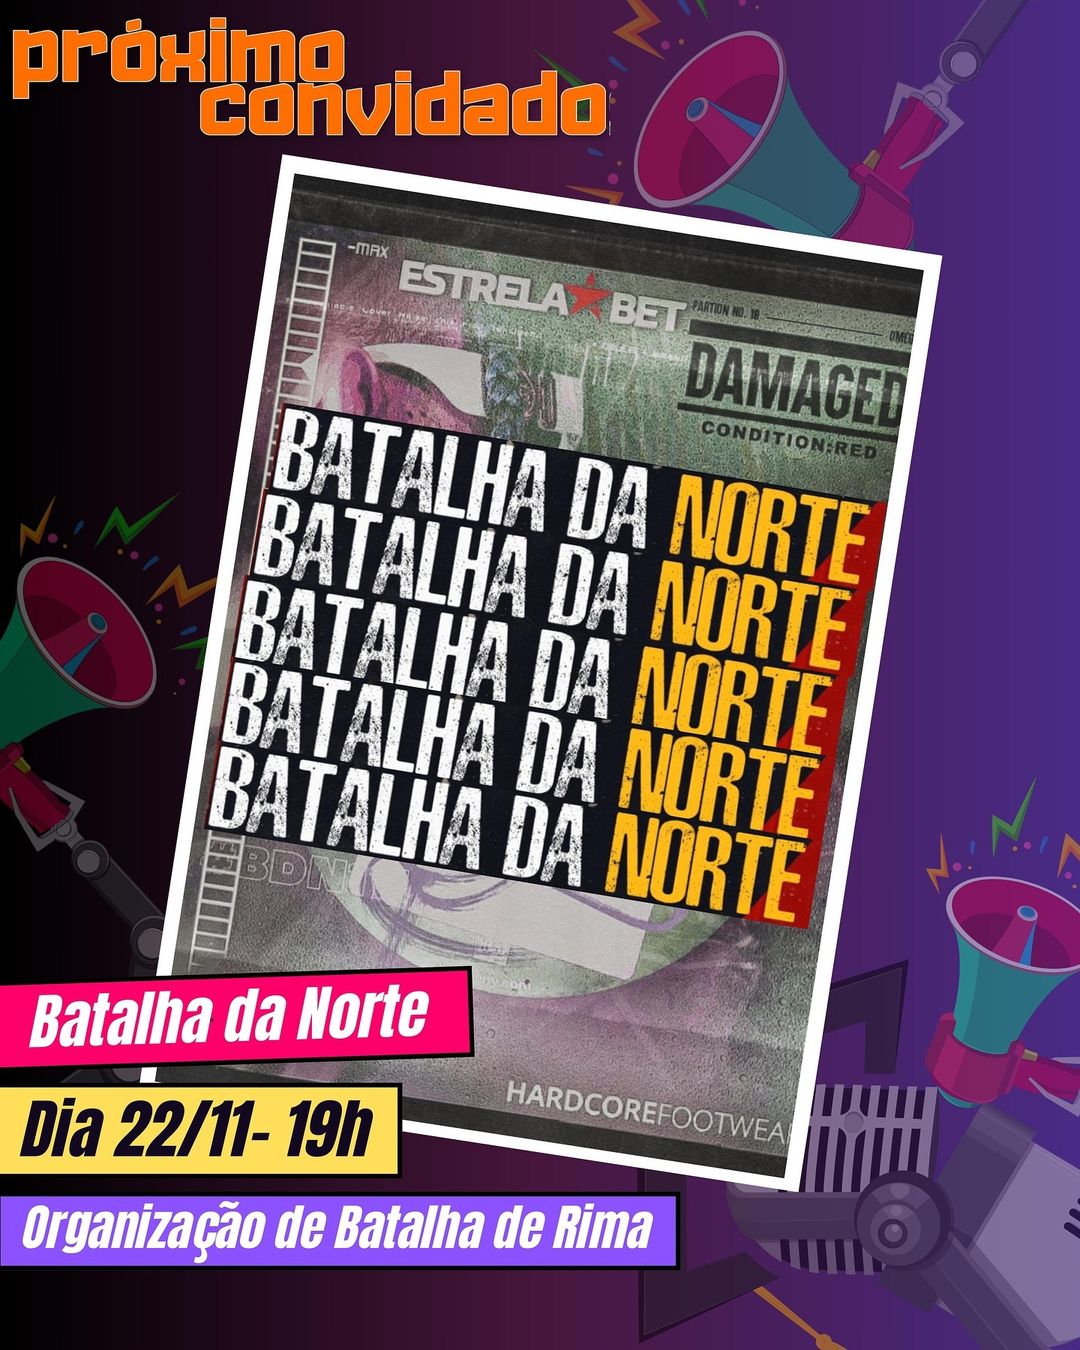 próximo
convidado
-MAX
ESTRELA BET
PARTION NO. 18
DAMAGED
CONDITION:RED
BATALHA DA NORTE
BATALHA DA NORTE
BATALHA DA NORTE
BATALHA DA NORTE
BATALHA DA NORTE
BDN
HARDCOREFOOTWEA
Batalha da Norte
Dia 22/11- 19h
Organização de Batalha de Rima